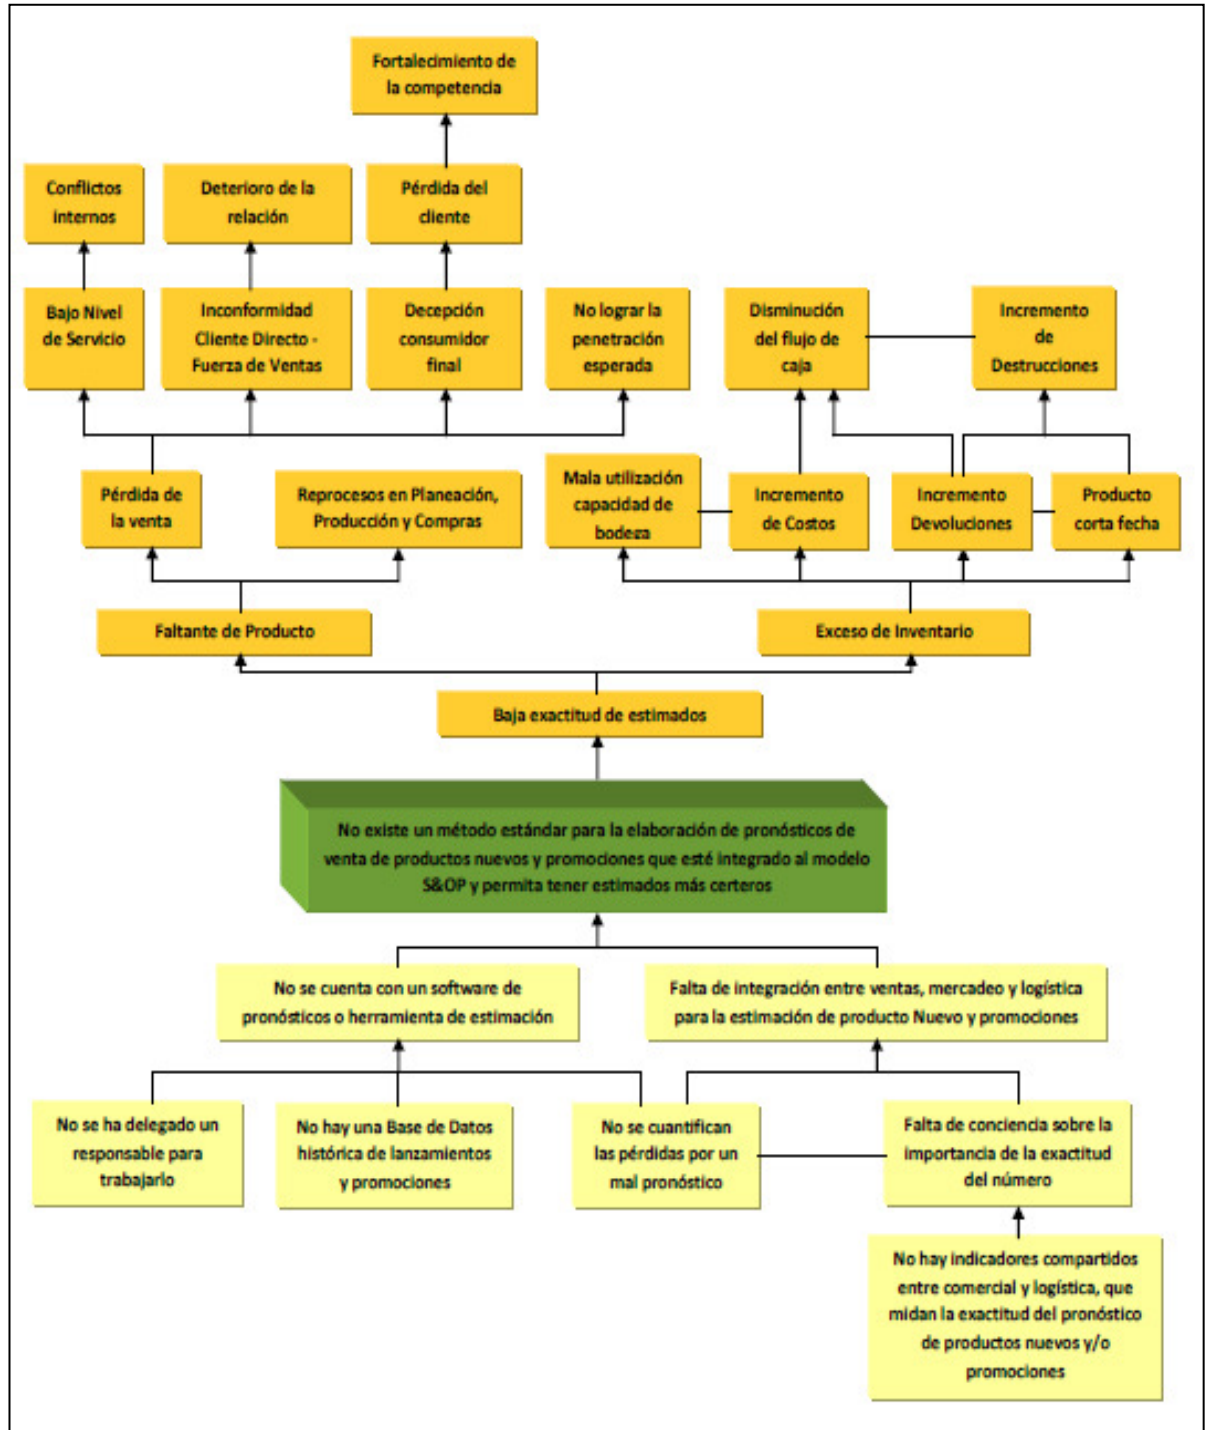 Fortalecimiento de
la competencia
Conflictos
internos
Deterioro de la
relación
Pérdida del
cliente
Bajo Nivel
de Servicio
Inconformidad
Cliente Directo -
Fuerza de Ventas
Decepción
consumidor
final
No lograr la
penetración
esperada
Disminución
del flujo de
caja
Incremento
de
Destrucciones
Pérdida de
la venta
Reprocesos en Planeación,
Producción y Compras
Mala utilización
capacidad de
bodega
Incremento
de Costos
Incremento
Devoluciones
Producto
corta fecha
Faltante de Producto
Exceso de Inventario
Baja exactitud de estimados
No existe un método estándar para la elaboración de pronósticos de
venta de productos nuevos y promociones que esté integrado al modelo
S&OP y permita tener estimados más certeros
No se cuenta con un software de
pronósticos o herramienta de estimación
Falta de integración entre ventas, mercadeo y logística
para la estimación de producto Nuevo y promociones
No se ha delegado un
responsable para
trabajarlo
No hay una Base de Datos
histórica de lanzamientos
y promociones
No se cuantifican
las pérdidas por un
mal pronóstico
Falta de conciencia sobre la
importancia de la exactitud
del número
No hay indicadores compartidos
entre comercial y logística, que
midan la exactitud del pronóstico
de productos nuevos y/o
promociones